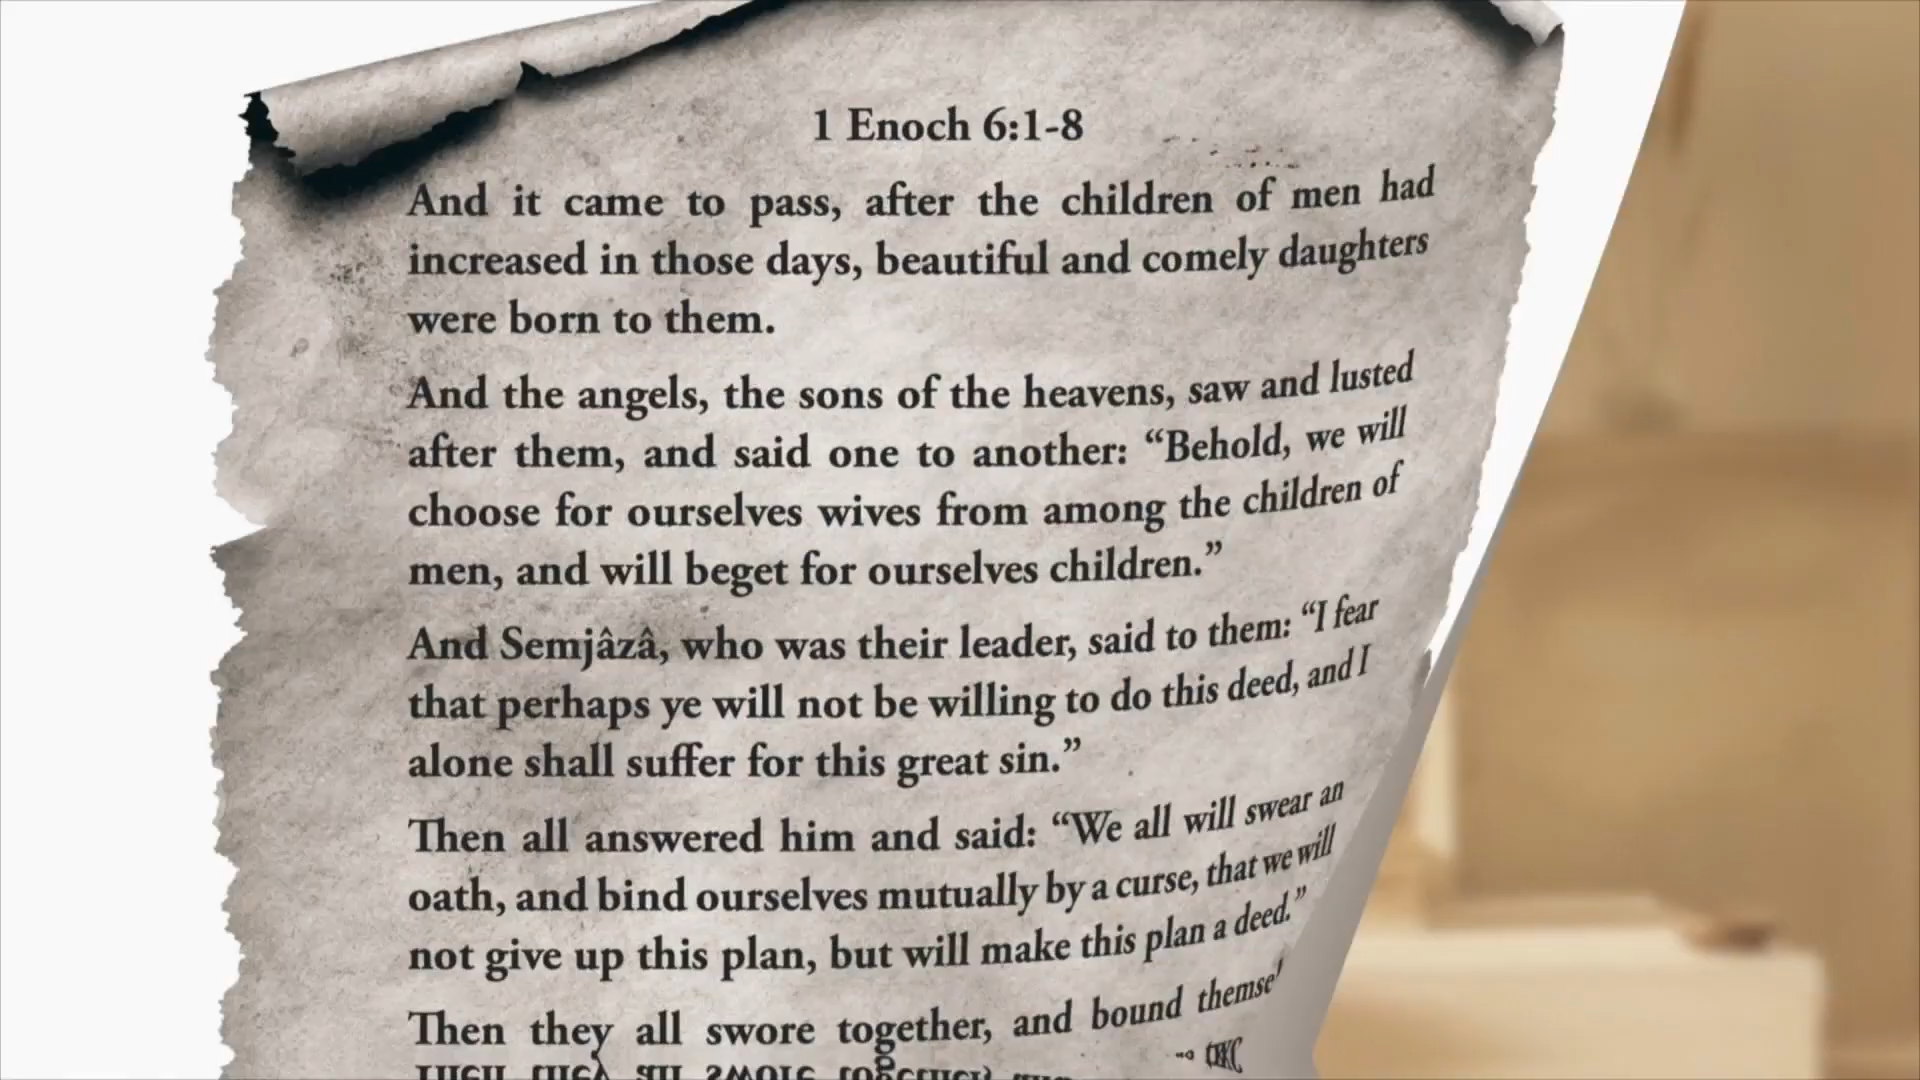 1 Enoch 6:1-8
And it came to pass, after the children of men had
increased in those days, beautiful and comely daughters
were born to them.
And the angels, the sons of the heavens, saw and lusted
after them, and said one to another: “Behold, we will
choose for ourselves wives from among the children of
men, and will beget for ourselves children.”
And Semjâzâ, who was their leader, said to them: “I fear
that perhaps ye will not be willing to do this deed, and I
alone shall suffer for this great sin.”
Then all answered him and said: “We all will swear an
oath, and bind ourselves mutually by a curse, that we will
not give up this plan, but will make this plan a deed.”
Then they all swore together, and bound